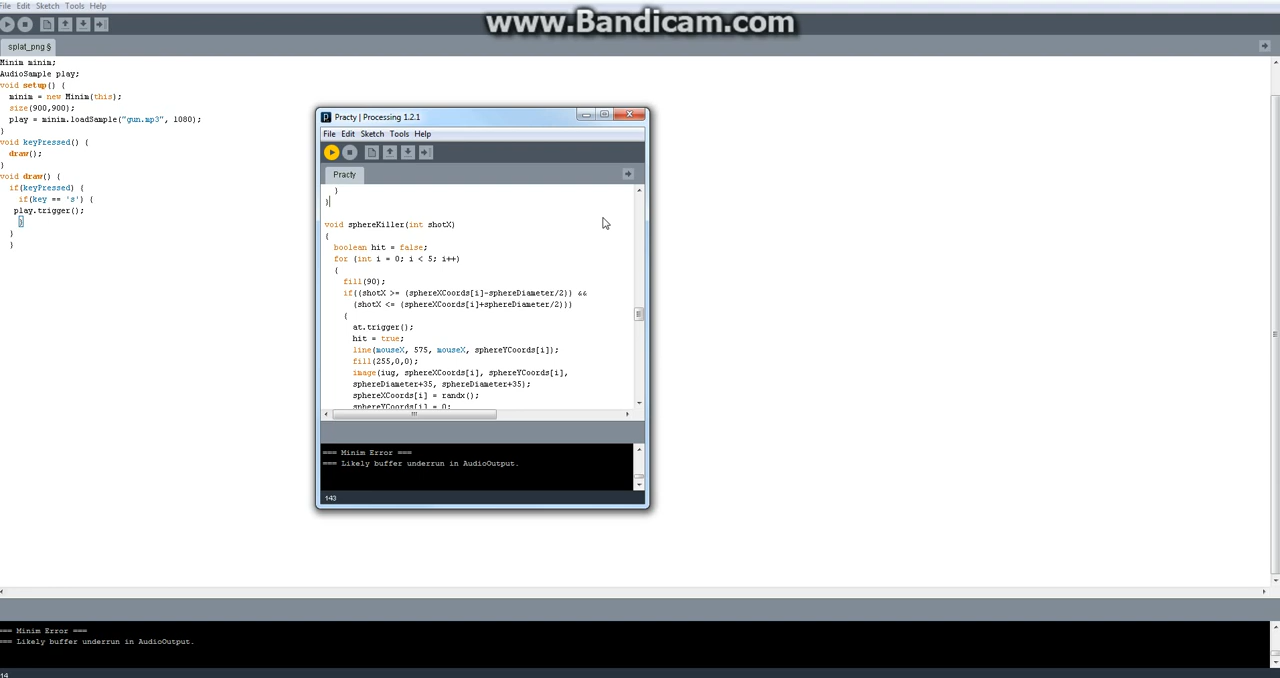 File Edit Sketch Tools Help
www.Bandicam.com
splat_png §
Minim minim;
AudioSample play;
void setup() {
minim = new Minim(this);
size(900,900);
play = minim.loadSample("gun.mp3", 1080);
}
void keyPressed() {
draw();
}
void draw() {
if(keyPressed) {
if(key == 's') {
play.trigger();
}
}
}
Practy | Processing 1.2.1
File Edit Sketch Tools Help
Practy
}
}
void sphereKiller(int shotX)
{
boolean hit = false;
for (int i = 0; i < 5; i++)
{
fill(90);
if((shotX >= (sphereXCoords[i]-sphereDiameter/2)) &&
(shotX <= (sphereXCoords[i]+sphereDiameter/2)))
{
at.trigger();
hit = true;
line(mouseX, 575, mouseX, sphereYCoords[i]);
fill(255,0,0);
image(iug, sphereXCoords[i], sphereYCoords[i],
sphereDiameter+35, sphereDiameter+35);
sphereXCoords[i] = randx();
sphereYCoords[i] = 0;
=== Minim Error ===
=== Likely buffer underrun in AudioOutput.
143
=== Minim Error ===
=== Likely buffer underrun in AudioOutput.
14